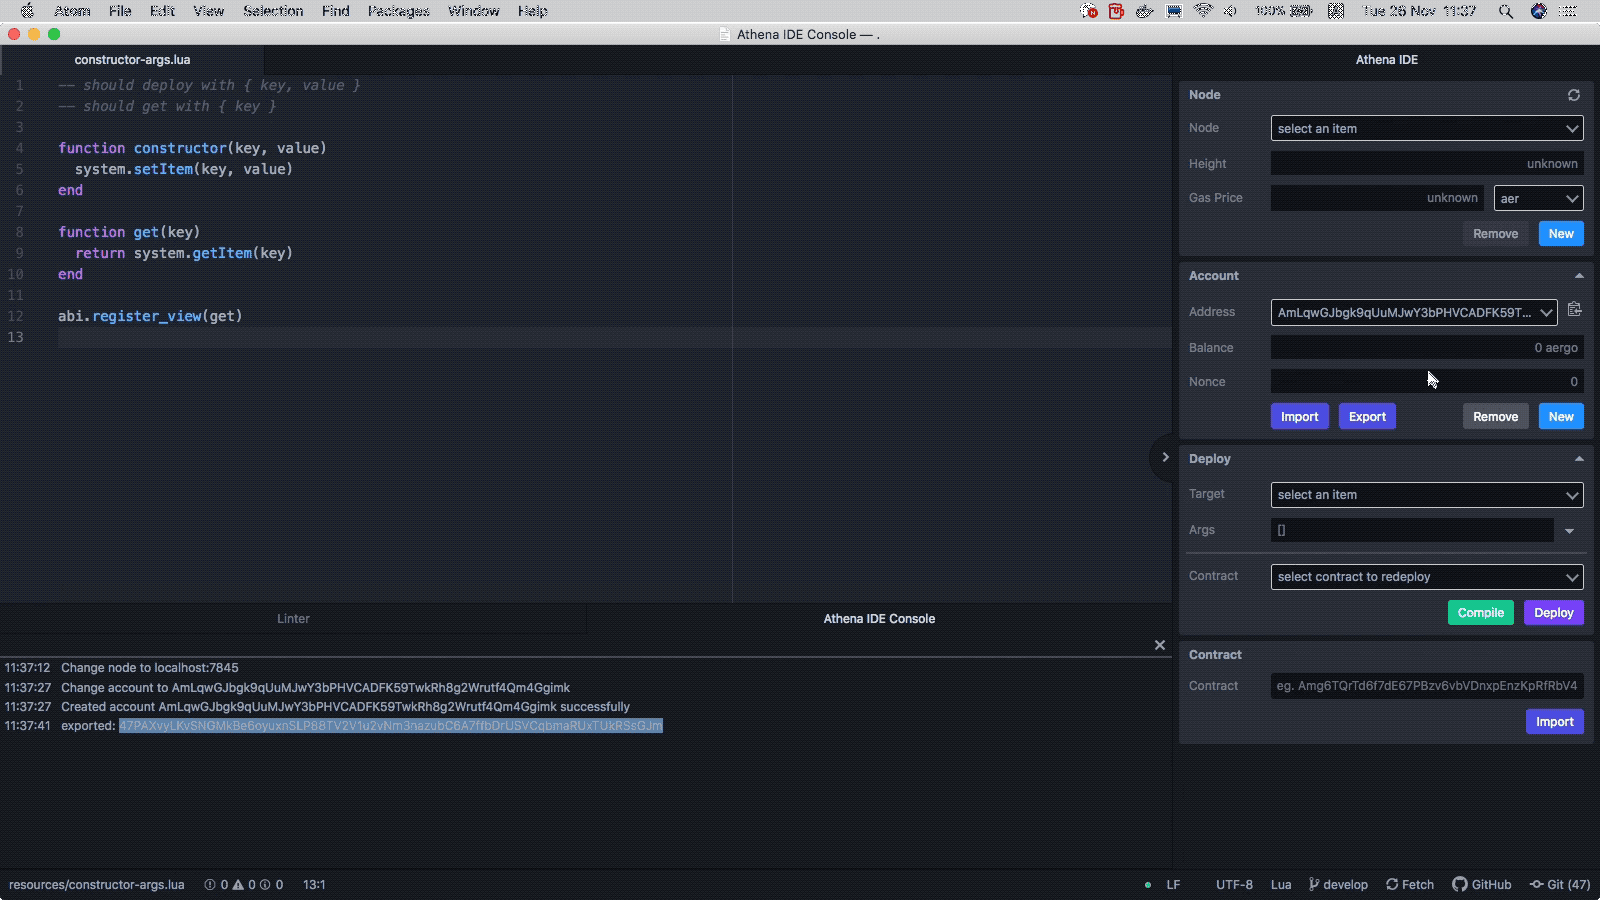 Atom File Edit View Selection Find Packages Window Help 100% Tue 26 Nov 11:37
Athena IDE Console — .
constructor-args.lua
1 -- should deploy with { key, value }
2 -- should get with { key }
3
4 function constructor(key, value)
5 system.setItem(key, value)
6 end
7
8 function get(key)
9 return system.getItem(key)
10 end
11
12 abi.register_view(get)
13
Linter Athena IDE Console
11:37:12 Change node to localhost:7845
11:37:27 Change account to AmLqwGJbgk9qUuMJwY3bPHVCADFK59TwkRh8g2Wrutf4Qm4Ggimk
11:37:27 Created account AmLqwGJbgk9qUuMJwY3bPHVCADFK59TwkRh8g2Wrutf4Qm4Ggimk successfully
11:37:41 exported:
Athena IDE
Node
Node select an item
Height unknown
Gas Price unknown aer
Remove New
Account
Address AmLqwGJbgk9qUuMJwY3bPHVCADFK59T...
Balance 0 aergo
Nonce 0
Import Export Remove New
Deploy
Target select an item
Args []
Contract select contract to redeploy
Compile Deploy
Contract
Contract eg. Amg6TQrTd6f7dE67PBzv6vbVDnxpEnzKpRfRbV4
Import
resources/constructor-args.lua 0 0 0 13:1 LF UTF-8 Lua develop Fetch GitHub Git (47)